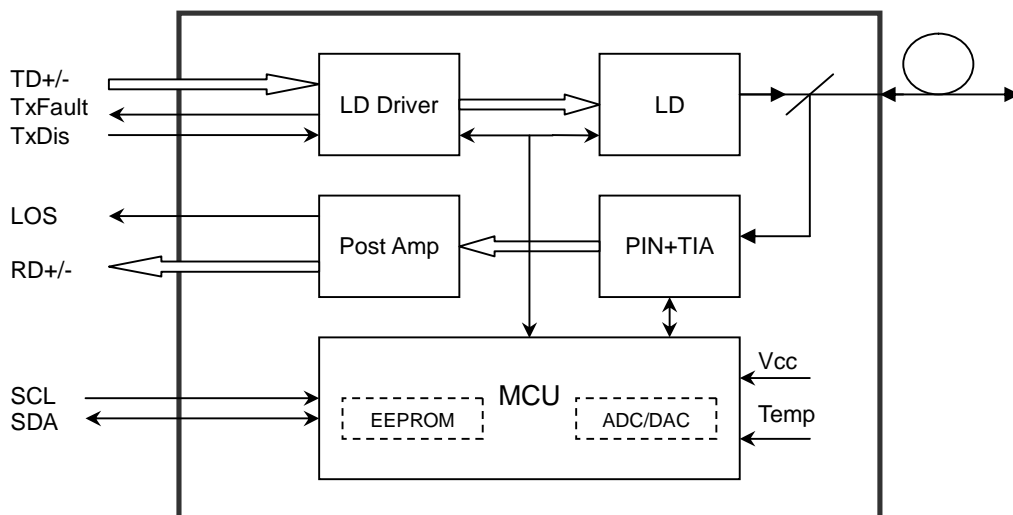 TD+/-
TxFault
TxDis
LD Driver
LD
LOS
RD+/-
Post Amp
PIN+TIA
SCL
SDA
MCU
EEPROM
ADC/DAC
Vcc
Temp